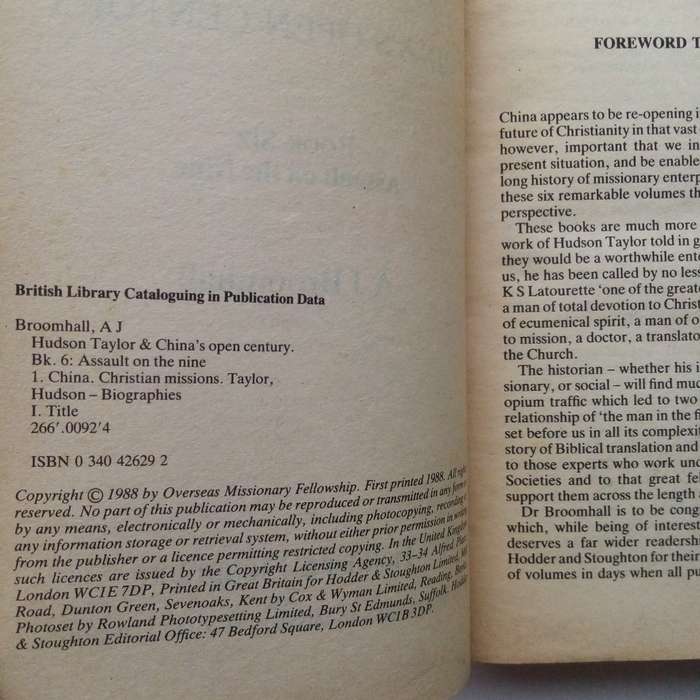 British Library Cataloguing in Publication Data
Broomhall, A J
Hudson Taylor & China's open century.
Bk. 6: Assault on the nine
1. China. Christian missions. Taylor,
Hudson – Biographies
I. Title
266'.0092'4
ISBN 0 340 42629 2
Copyright © 1988 by Overseas Missionary Fellowship. First printed 1988. All rights
reserved. No part of this publication may be reproduced or transmitted in any form or
by any means, electronically or mechanically, including photocopying, recording or
any information storage or retrieval system, without either prior permission in writing
from the publisher or a licence permitting restricted copying. In the United Kingdom
such licences are issued by the Copyright Licensing Agency, 33–34 Alfred Place,
London WC1E 7DP, Printed in Great Britain for Hodder & Stoughton Limited, Mill
Road, Dunton Green, Sevenoaks, Kent by Cox & Wyman Limited, Reading, Berks.
Photoset by Rowland Phototypesetting Limited, Bury St Edmunds, Suffolk. Hodder
& Stoughton Editorial Office: 47 Bedford Square, London WC1B 3DP.
FOREWORD T
China appears to be re-opening i
future of Christianity in that vast
however, important that we in
present situation, and be enable
long history of missionary enterp
these six remarkable volumes th
perspective.
These books are much more
work of Hudson Taylor told in g
they would be a worthwhile ente
us, he has been called by no less
K S Latourette 'one of the greate
a man of total devotion to Christ
of ecumenical spirit, a man of o
to mission, a doctor, a translato
the Church.
The historian – whether his i
sionary, or social – will find muc
opium traffic which led to two
relationship of 'the man in the fi
set before us in all its complexi
story of Biblical translation and
to those experts who work und
Societies and to that great fel
support them across the length
Dr Broomhall is to be cong
which, while being of interes
deserves a far wider readersh
Hodder and Stoughton for their
of volumes in days when all pu